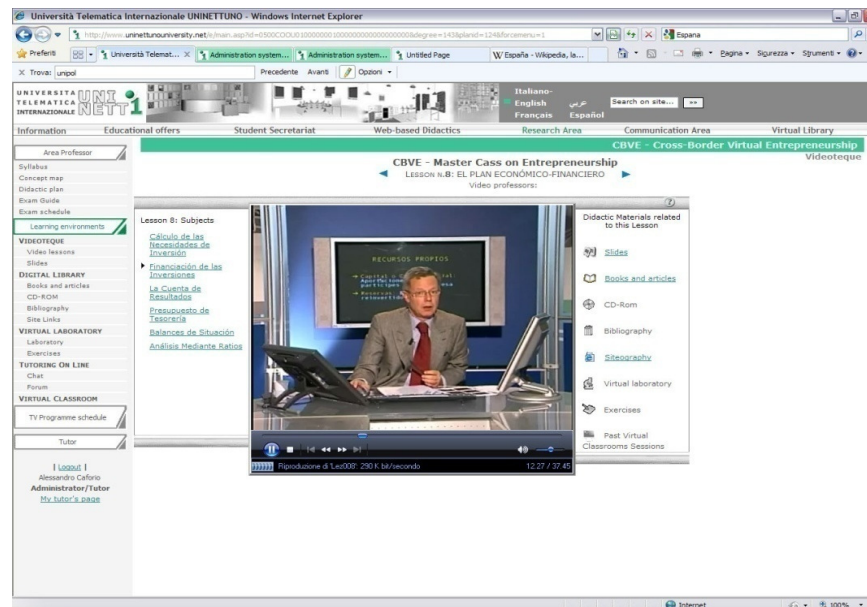 Università Telematica Internazionale UNINETTUNO - Windows Internet Explorer
Espana
Preferiti
Università Telemat...
Administration system...
Administration system...
Untitled Page
España - Wikipedia, la...
Pagina
Sicurezza
Strumenti
Trova: unipol
Precedente Avanti
Opzioni
UNIVERSITA
TELEMATICA
INTERNAZIONALE
UNINETTUN1
Italiano-
English عربي
Français Español
Search on site...
Information
Educational offers
Student Secretariat
Web-based Didactics
Research Area
Communication Area
Virtual Library
CBVE - Cross-Border Virtual Entrepreneurship
Videoteque
Area Professor
Syllabus
Concept map
Didactic plan
Exam Guide
Exam schedule
Learning environments
VIDEOTEQUE
Video lessons
Slides
DIGITAL LIBRARY
Books and articles
CD-ROM
Bibliography
Site Links
VIRTUAL LABORATORY
Laboratory
Exercises
TUTORING ON LINE
Chat
Forum
VIRTUAL CLASSROOM
TV Programme schedule
Tutor
| Logout |
Alessandro Caforio
Administrator/Tutor
My tutor's page
CBVE - Master Cass on Entrepreneurship
LESSON N.8: EL PLAN ECONÓMICO-FINANCIERO
Video professors:
Lesson 8: Subjects
Cálculo de las
Necesidades de
Inversión
Financiación de las
Inversiones
La Cuenta de
Resultados
Presupuesto de
Tesorería
Balances de Situación
Análisis Mediante Ratios
RECURSOS PROPIOS
Riproduzione di 'Lez008': 290 K bit/secondo
12.27 / 37.45
Didactic Materials related
to this Lesson
Slides
Books and articles
CD-Rom
Bibliography
Siteography
Virtual laboratory
Exercises
Past Virtual
Classrooms Sessions
Internet
100%